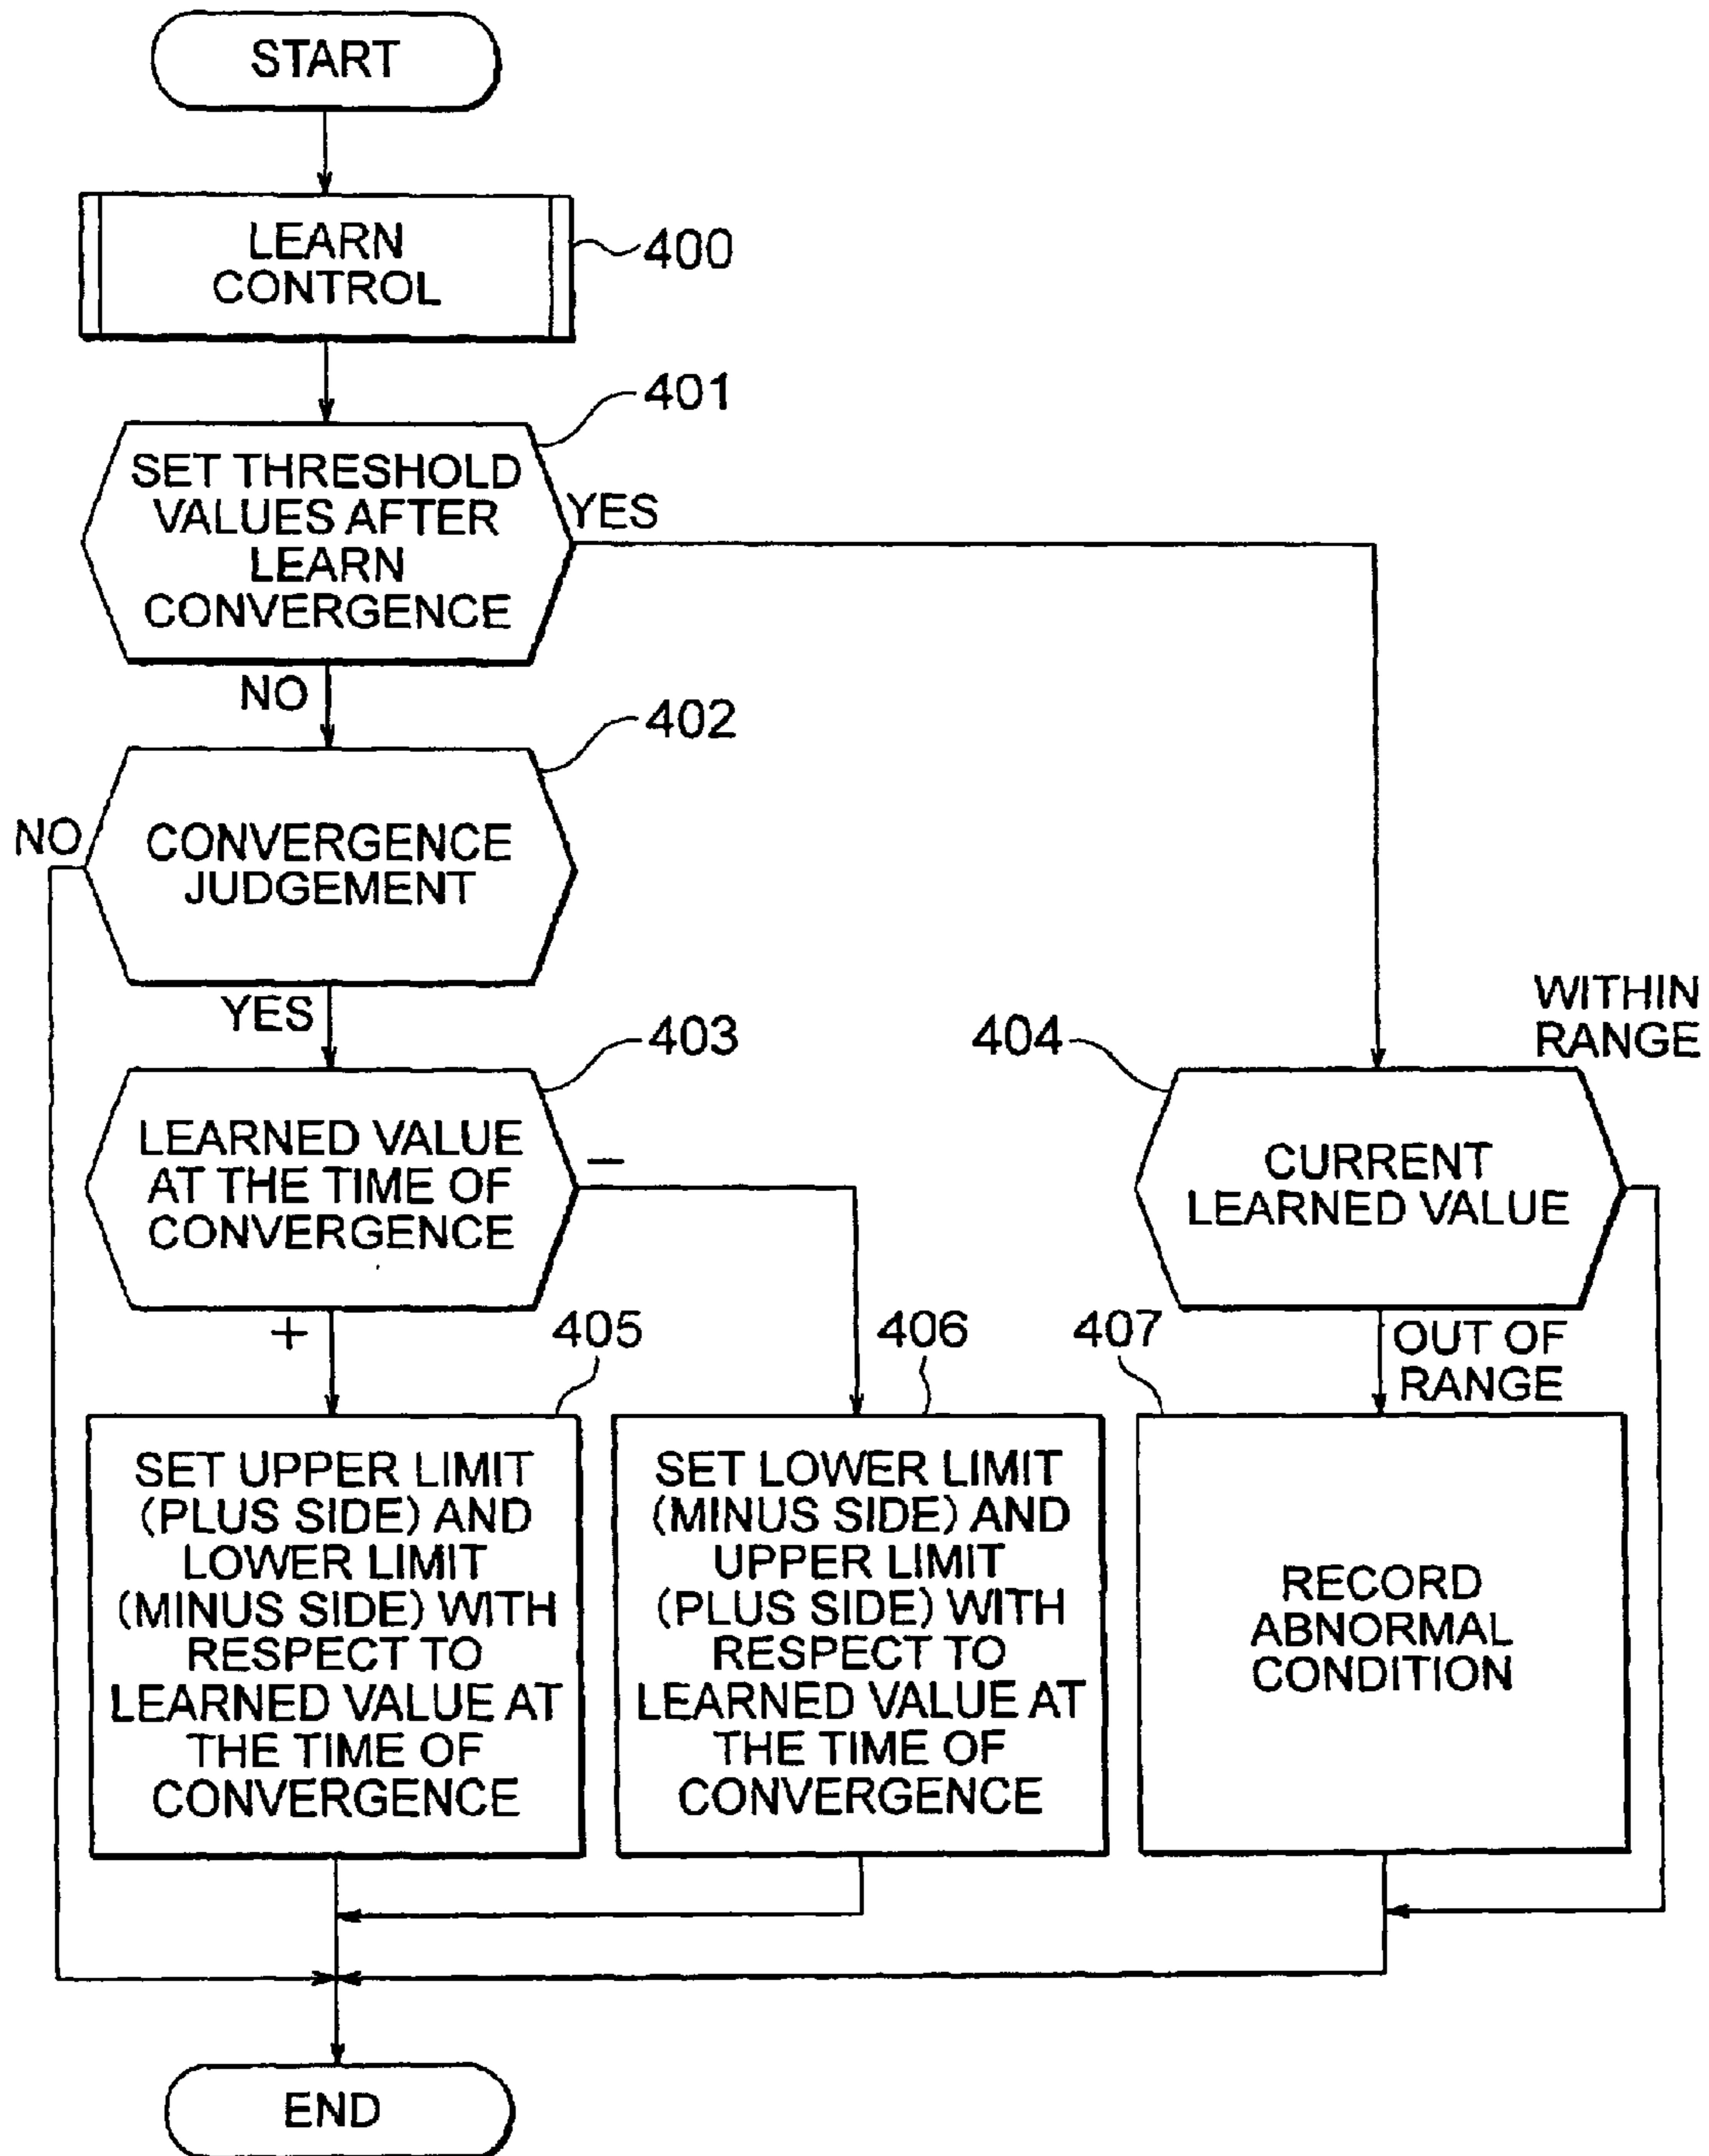 START
LEARN
CONTROL
400
401
SET THRESHOLD
VALUES AFTER
LEARN
CONVERGENCE
YES
NO
402
NO
CONVERGENCE
JUDGEMENT
YES
403
LEARNED VALUE
AT THE TIME OF
CONVERGENCE
−
+
404
WITHIN
RANGE
CURRENT
LEARNED VALUE
OUT OF
RANGE
405
SET UPPER LIMIT
(PLUS SIDE) AND
LOWER LIMIT
(MINUS SIDE) WITH
RESPECT TO
LEARNED VALUE AT
THE TIME OF
CONVERGENCE
406
SET LOWER LIMIT
(MINUS SIDE) AND
UPPER LIMIT
(PLUS SIDE) WITH
RESPECT TO
LEARNED VALUE AT
THE TIME OF
CONVERGENCE
407
RECORD
ABNORMAL
CONDITION
END